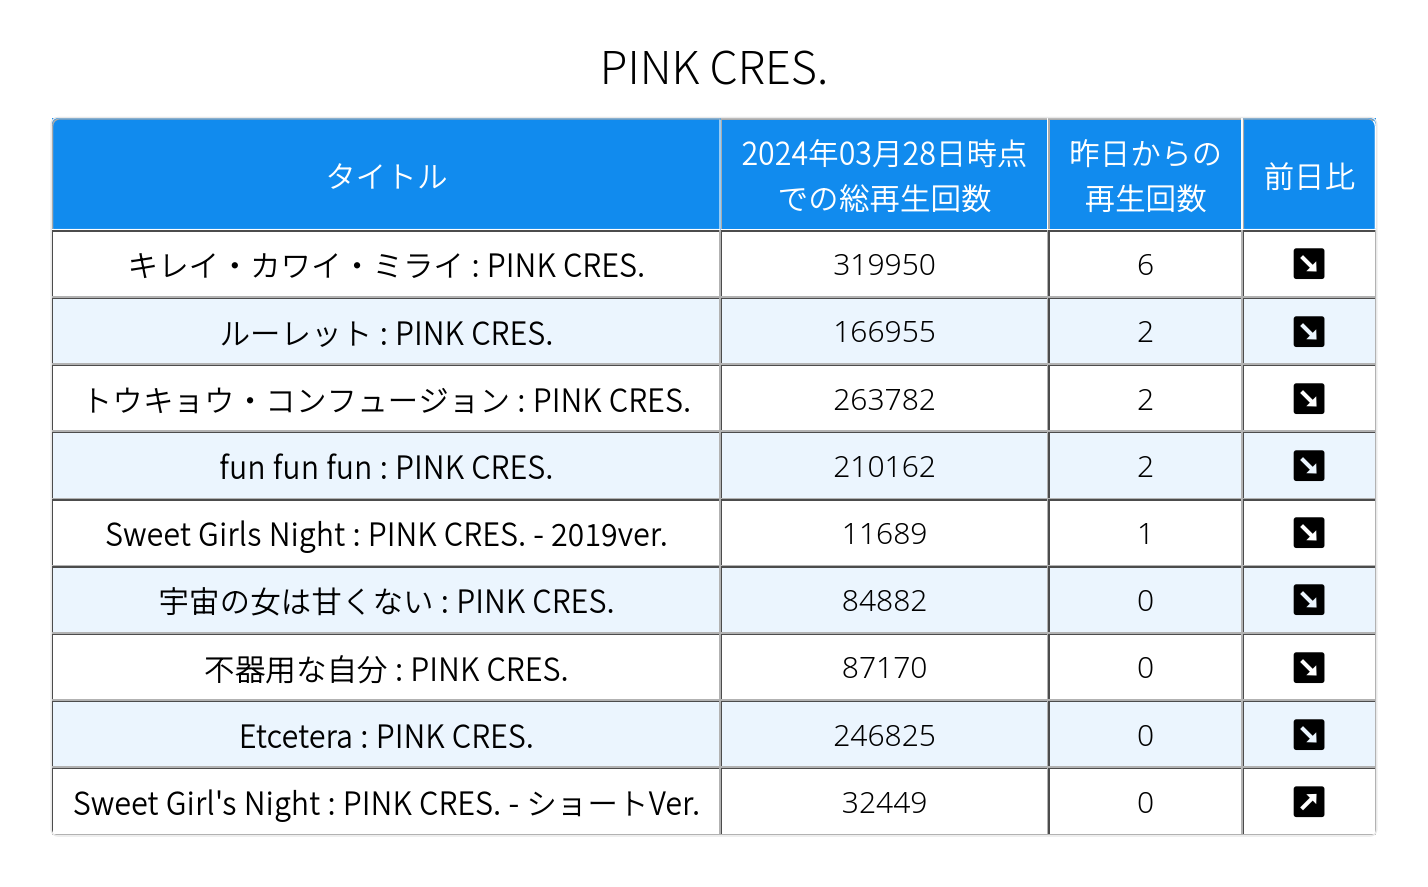 PINK CRES.
タイトル
2024年03月28日時点
での総再生回数
昨日からの
再生回数
前日比
キレイ・カワイ・ミライ : PINK CRES. 319950 6
ルーレット : PINK CRES. 166955 2
トウキョウ・コンフュージョン : PINK CRES. 263782 2
fun fun fun : PINK CRES. 210162 2
Sweet Girls Night : PINK CRES. - 2019ver. 11689 1
宇宙の女は甘くない : PINK CRES. 84882 0
不器用な自分 : PINK CRES. 87170 0
Etcetera : PINK CRES. 246825 0
Sweet Girl's Night : PINK CRES. - ショートVer. 32449 0